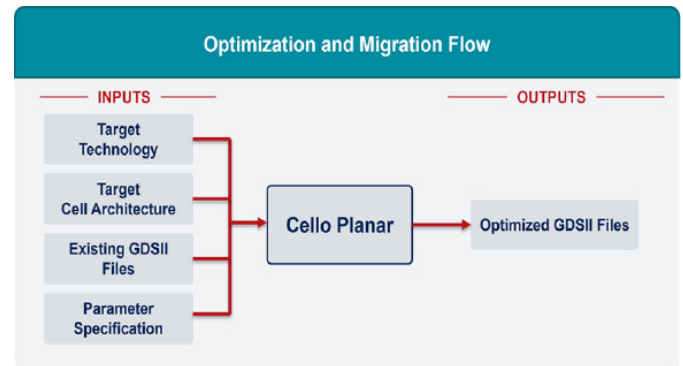 Optimization and Migration Flow
INPUTS
OUTPUTS
Target
Technology
Target
Cell Architecture
Existing GDSII
Files
Parameter
Specification
Cello Planar
Optimized GDSII Files